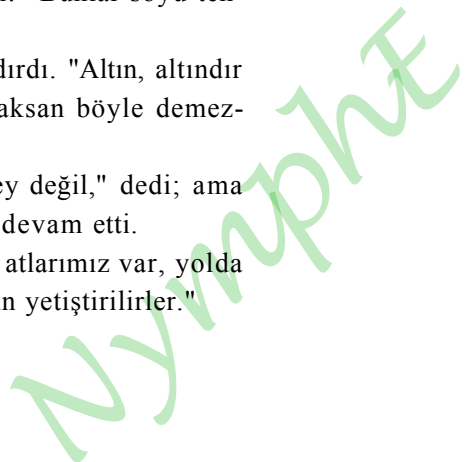 dırdı. "Altın, altındır
aksan böyle demez-
ey değil," dedi; ama
devam etti.
atlarımız var, yolda
n yetiştirilirler."
NymphE